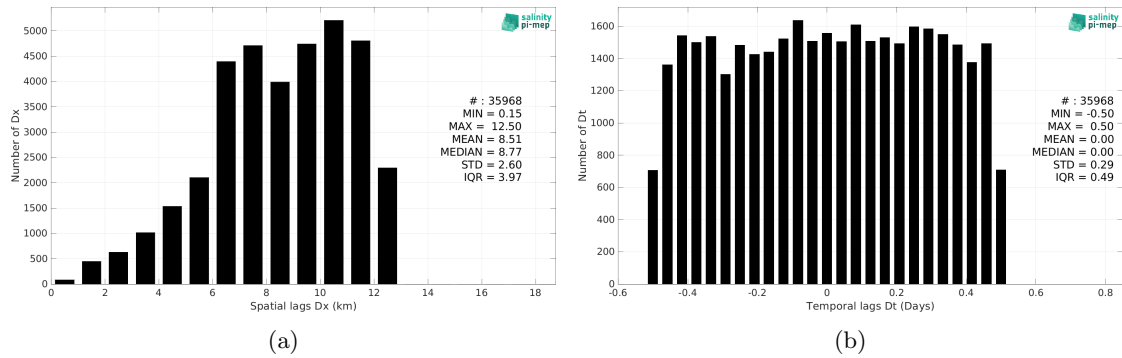 salinity
pi-mep
5000
4500
4000
3500
3000
2500
2000
1500
1000
500
0
Number of Dx
# : 35968
MIN = 0.15
MAX = 12.50
MEAN = 8.51
MEDIAN = 8.77
STD = 2.60
IQR = 3.97
0 2 4 6 8 10 12 14 16 18
Spatial lags Dx (km)
(a)
salinity
pi-mep
1600
1400
1200
1000
800
600
400
200
0
Number of Dt
# : 35968
MIN = -0.50
MAX = 0.50
MEAN = 0.00
MEDIAN = 0.00
STD = 0.29
IQR = 0.49
-0.6 -0.4 -0.2 0 0.2 0.4 0.6 0.8
Temporal lags Dt (Days)
(b)